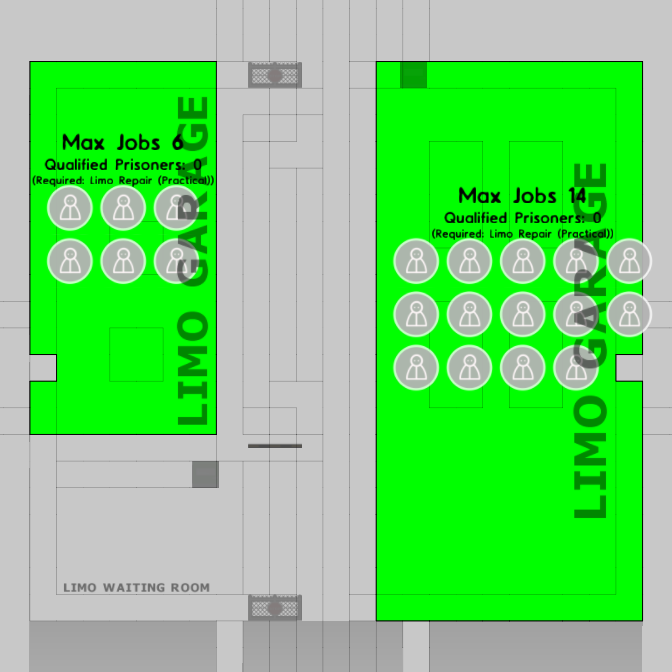 Max Jobs 6
Qualified Prisoners: 0
(Required: Limo Repair (Practical))
LIMO GARAGE
Max Jobs 14
Qualified Prisoners: 0
(Required: Limo Repair (Practical))
LIMO GARAGE
LIMO WAITING ROOM